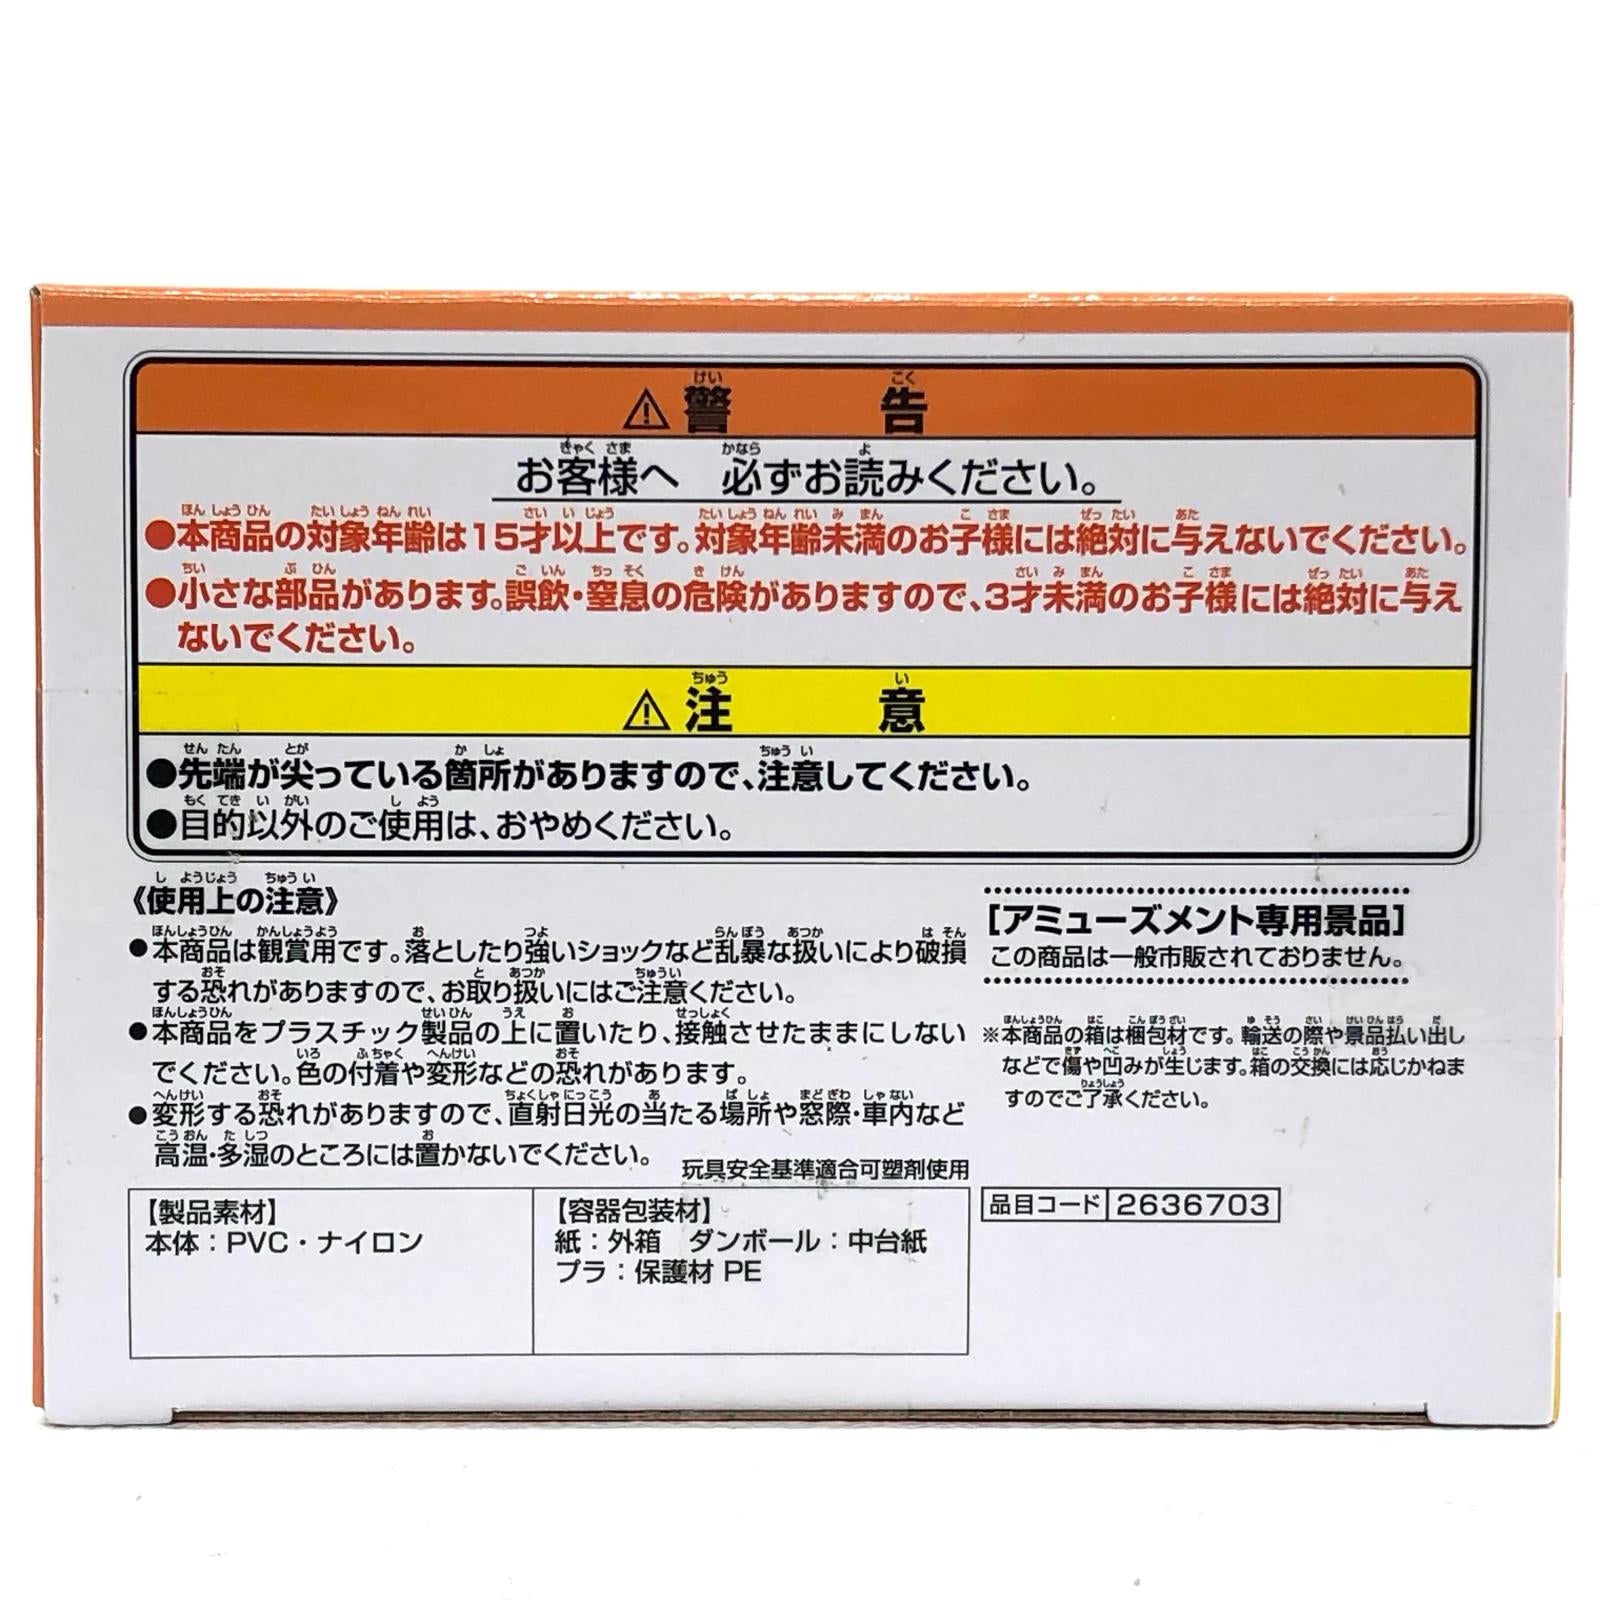 ⚠警告
お客様へ 必ずお読みください。
●本商品の対象年齢は15才以上です。対象年齢未満のお子様には絶対に与えないでください。
●小さな部品があります。誤飲・窒息の危険がありますので、3才未満のお子様には絶対に与え
ないでください。
⚠注意
●先端が尖っている箇所がありますので、注意してください。
●目的以外のご使用は、おやめください。
《使用上の注意》
●本商品は観賞用です。落としたり強いショックなど乱暴な扱いにより破損
する恐れがありますので、お取り扱いにはご注意ください。
●本商品をプラスチック製品の上に置いたり、接触させたままにしない
でください。色の付着や変形などの恐れがあります。
●変形する恐れがありますので、直射日光の当たる場所や窓際・車内など
高温・多湿のところには置かないでください。
玩具安全基準適合可塑剤使用
【製品素材】
本体：PVC・ナイロン
【容器包装材】
紙：外箱 ダンボール：中台紙
プラ：保護材 PE
［アミューズメント専用景品］
この商品は一般市販されておりません。
※本商品の箱は梱包材です。輸送の際や景品払い出し
などで傷や凹みが生じます。箱の交換には応じかねま
すのでご了承ください。
品目コード 2636703